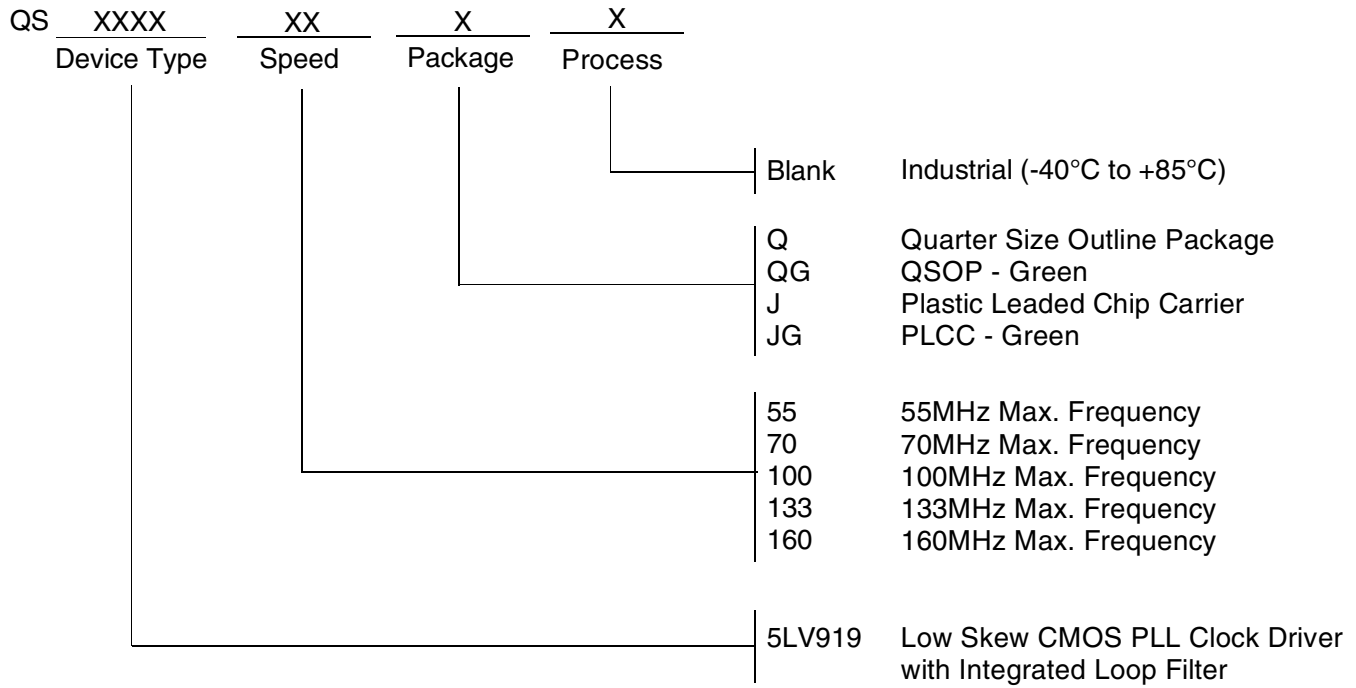 QS XXXX XX X X
Device Type Speed Package Process
Blank Industrial (-40°C to +85°C)
Q Quarter Size Outline Package
QG QSOP - Green
J Plastic Leaded Chip Carrier
JG PLCC - Green
55 55MHz Max. Frequency
70 70MHz Max. Frequency
100 100MHz Max. Frequency
133 133MHz Max. Frequency
160 160MHz Max. Frequency
5LV919 Low Skew CMOS PLL Clock Driver
with Integrated Loop Filter